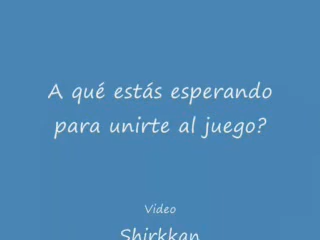 A qué estás esperando
para unirte al juego?
Video
Shirkkan